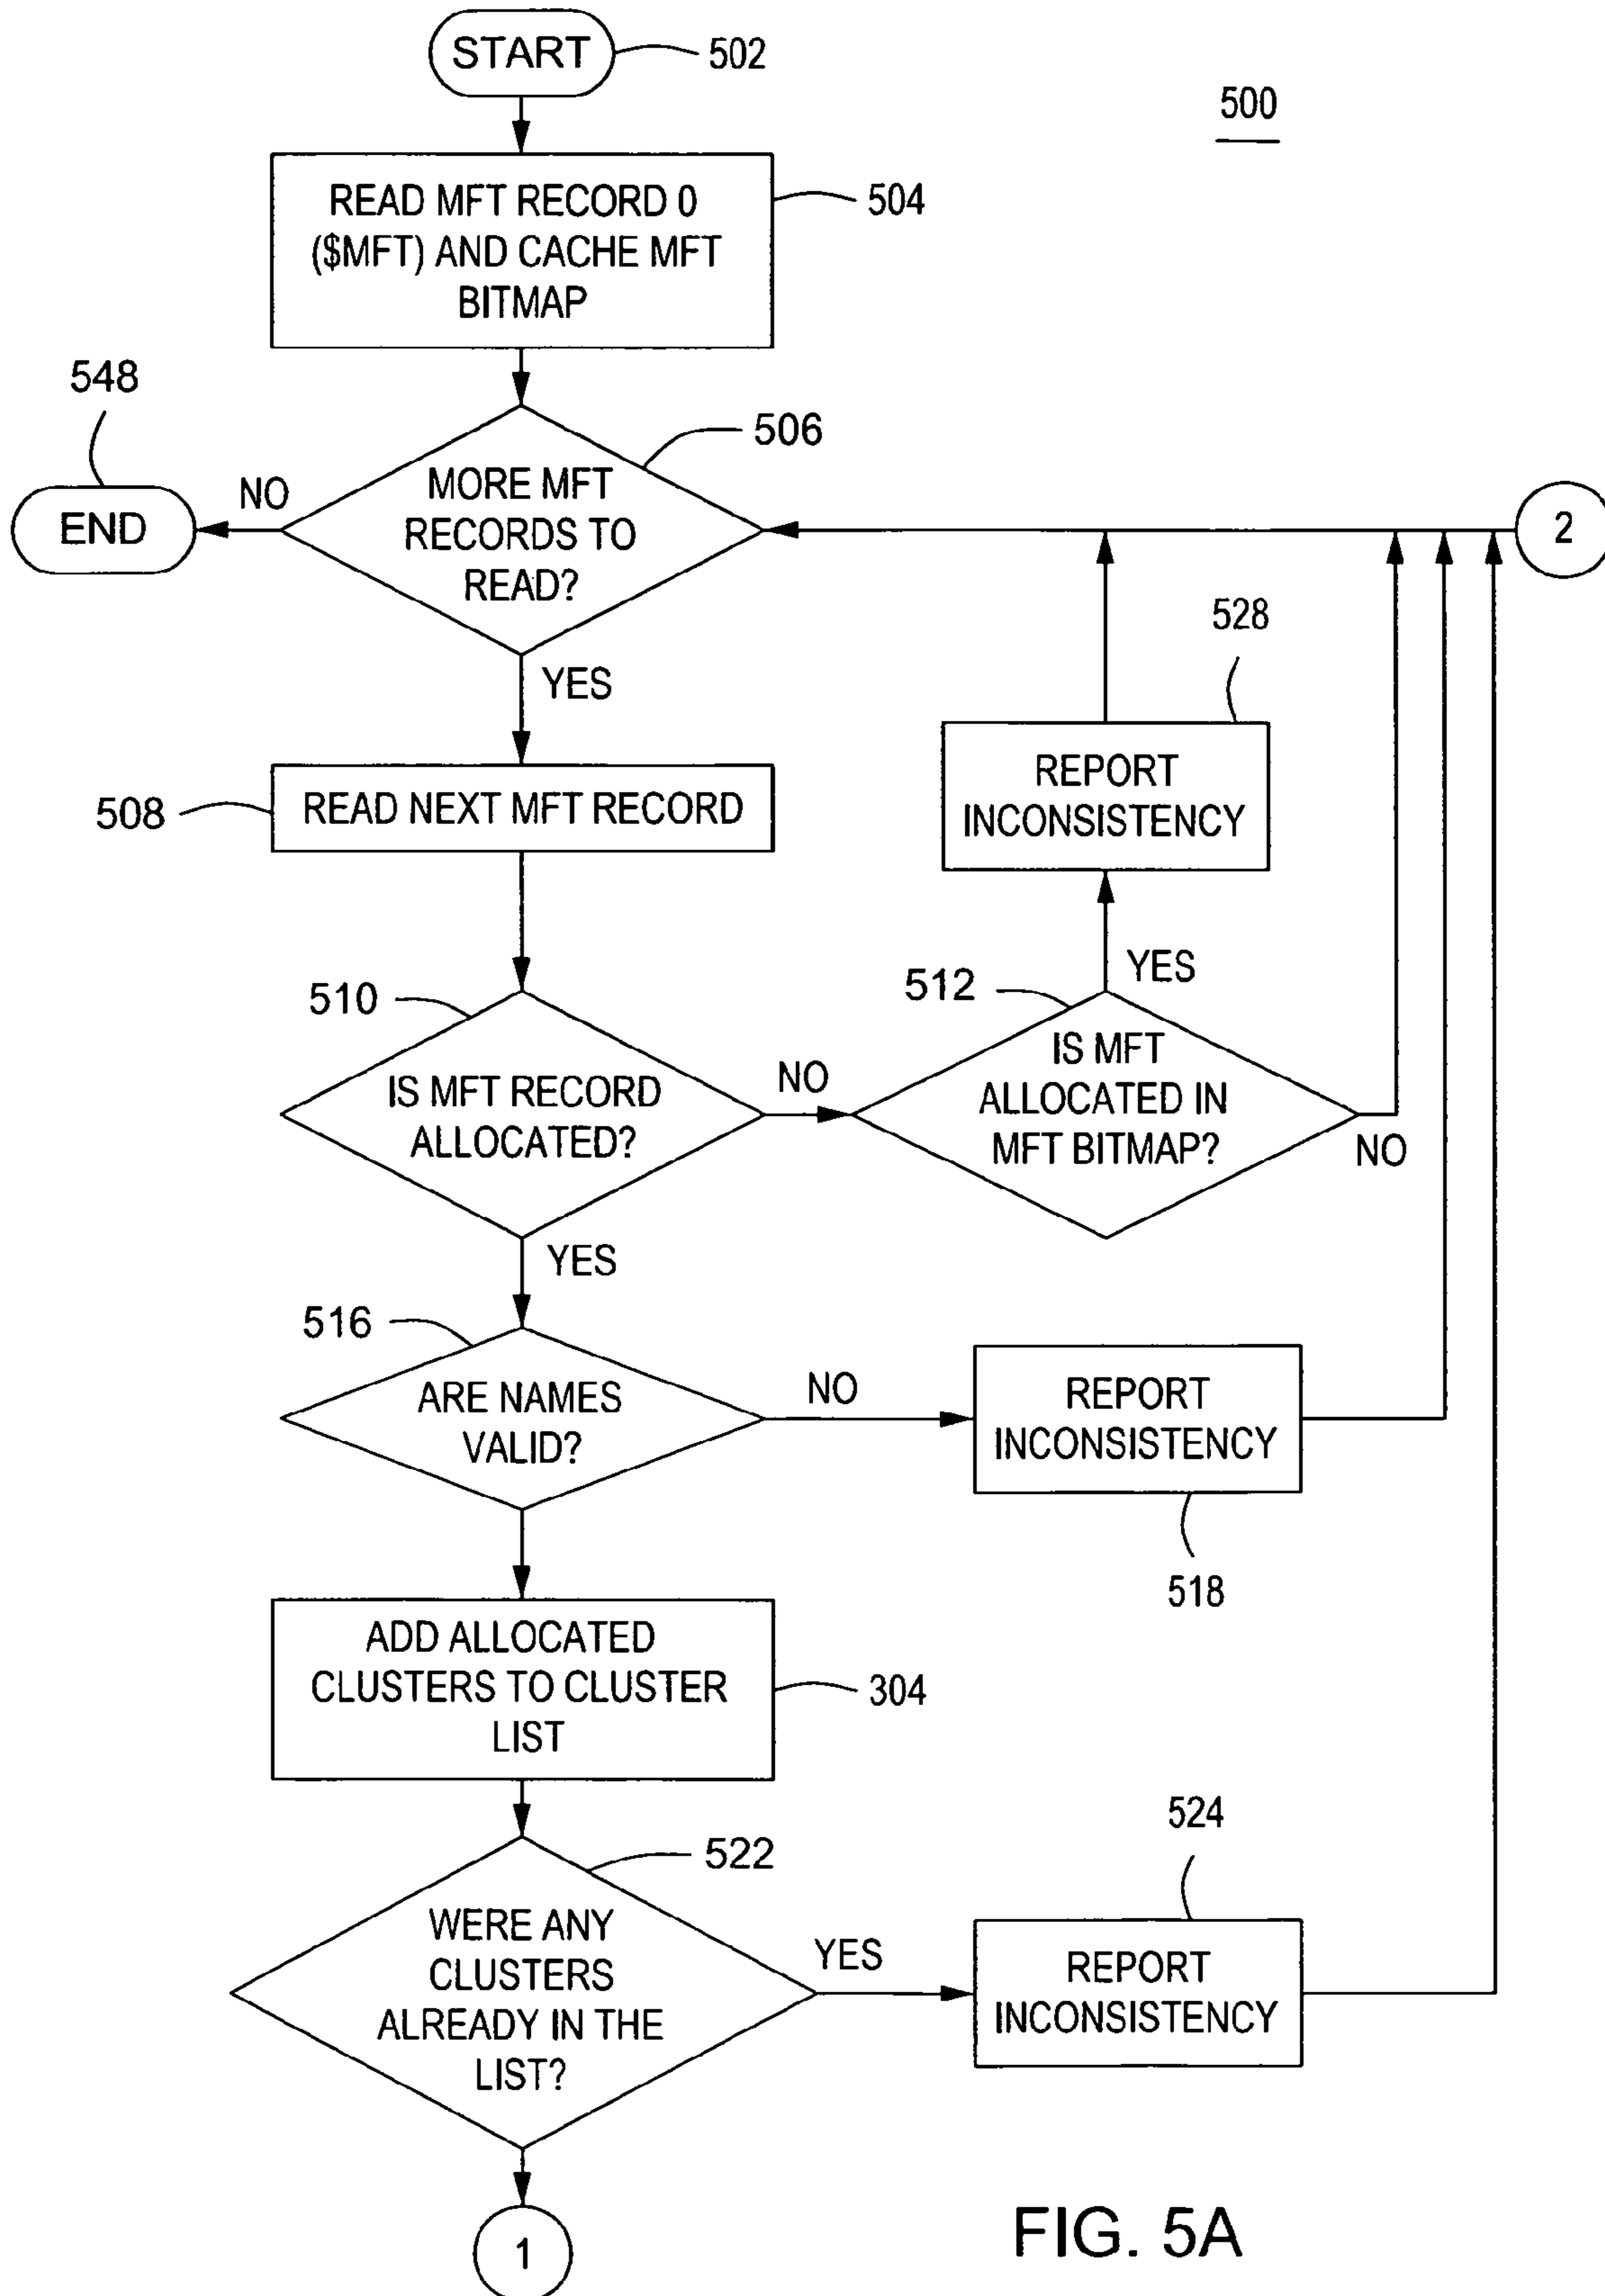 START
502
500
READ MFT RECORD 0
($MFT) AND CACHE MFT
BITMAP
504
548
506
MORE MFT
RECORDS TO
READ?
NO
END
2
YES
528
REPORT
INCONSISTENCY
508
READ NEXT MFT RECORD
510
IS MFT RECORD
ALLOCATED?
NO
512
YES
IS MFT
ALLOCATED IN
MFT BITMAP?
NO
YES
516
ARE NAMES
VALID?
NO
REPORT
INCONSISTENCY
518
ADD ALLOCATED
CLUSTERS TO CLUSTER
LIST
304
522
WERE ANY
CLUSTERS
ALREADY IN THE
LIST?
YES
524
REPORT
INCONSISTENCY
1
FIG. 5A